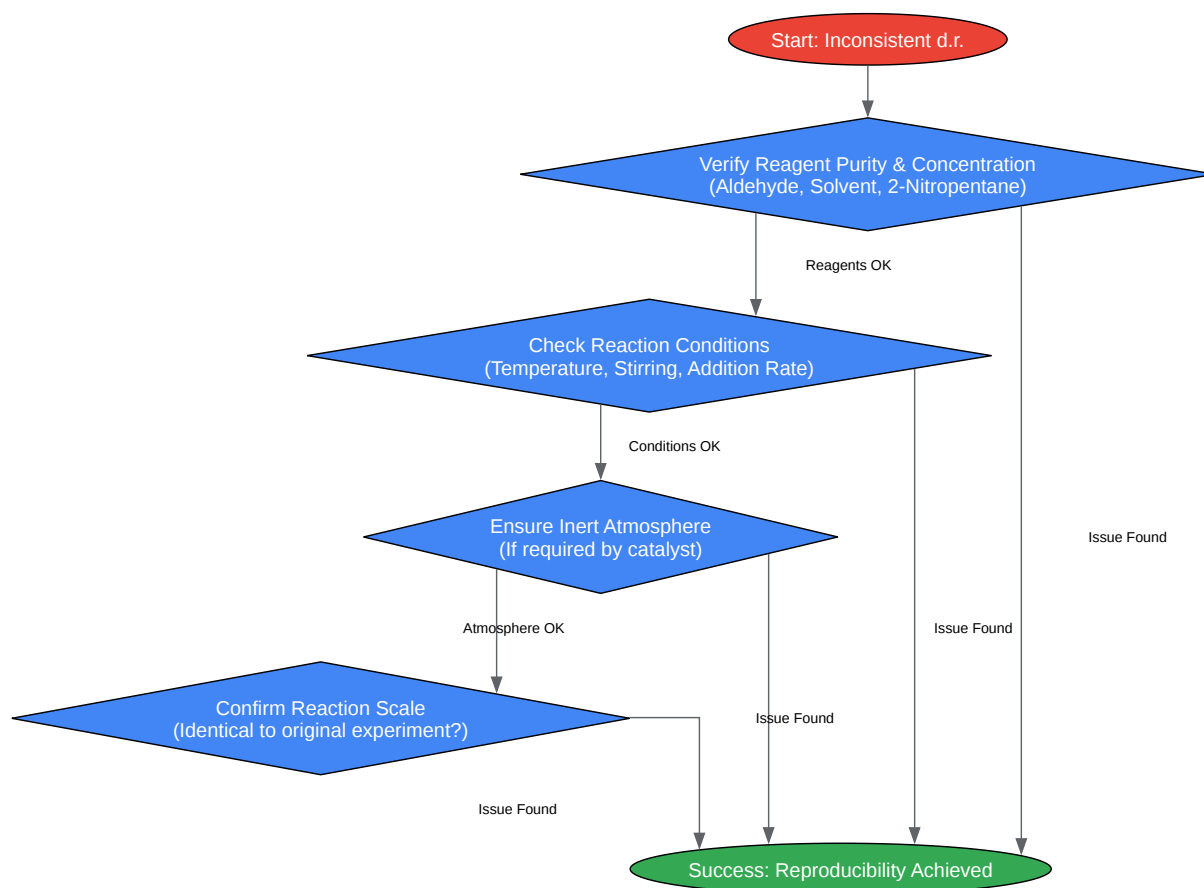 Start: Inconsistent d.r.
Verify Reagent Purity & Concentration
(Aldehyde, Solvent, 2-Nitropentane)
Reagents OK
Check Reaction Conditions
(Temperature, Stirring, Addition Rate)
Conditions OK
Ensure Inert Atmosphere
(If required by catalyst)
Issue Found
Atmosphere OK
Issue Found
Confirm Reaction Scale
(Identical to original experiment?)
Issue Found
Issue Found
Success: Reproducibility Achieved